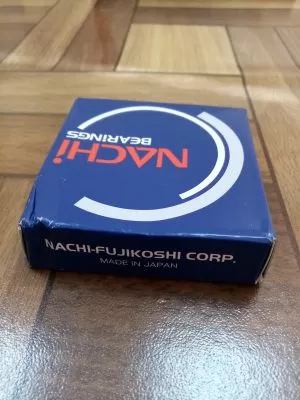 NACHi
BEARINGS
NACHI-FUJIKOSHI CORP.
MADE IN JAPAN